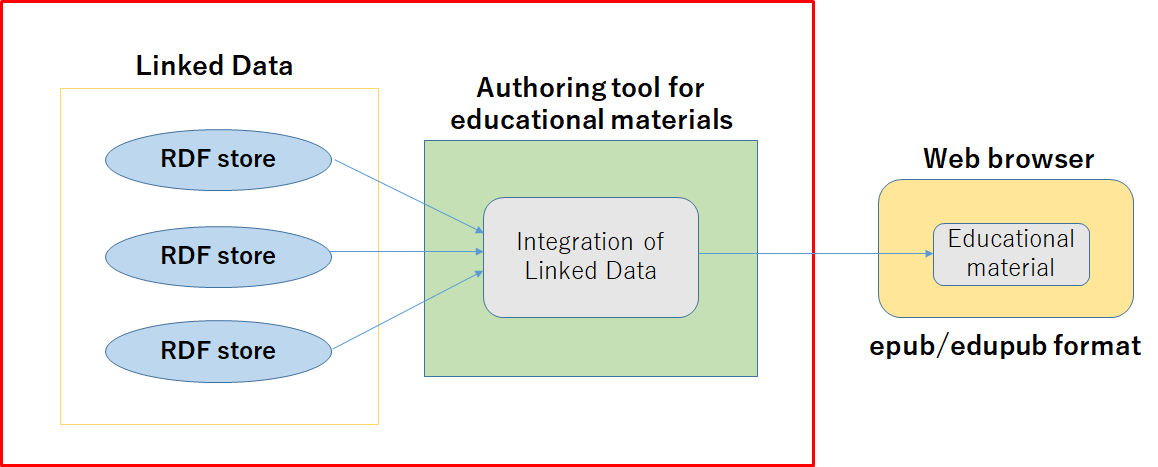 Linked Data
RDF store
RDF store
RDF store
Authoring tool for
educational materials
Integration of
Linked Data
Web browser
Educational
material
epub/edupub format